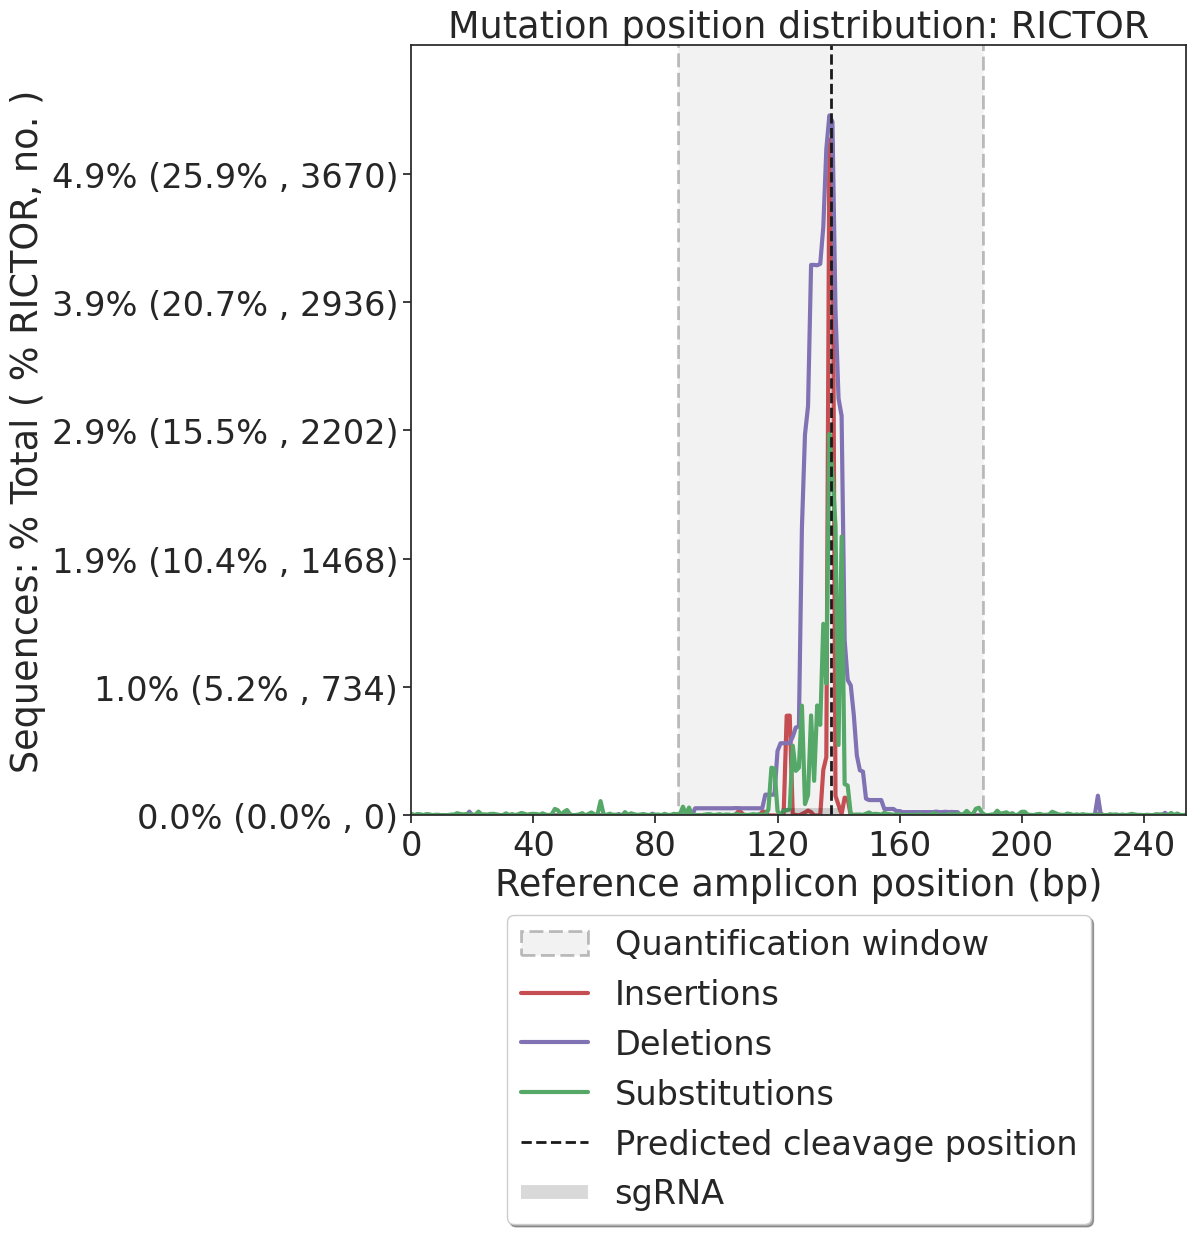 Mutation position distribution: RICTOR
Sequences: % Total ( % RICTOR, no. )
4.9% (25.9% , 3670)
3.9% (20.7% , 2936)
2.9% (15.5% , 2202)
1.9% (10.4% , 1468)
1.0% (5.2% , 734)
0.0% (0.0% , 0)
0 40 80 120 160 200 240
Reference amplicon position (bp)
Quantification window
Insertions
Deletions
Substitutions
Predicted cleavage position
sgRNA